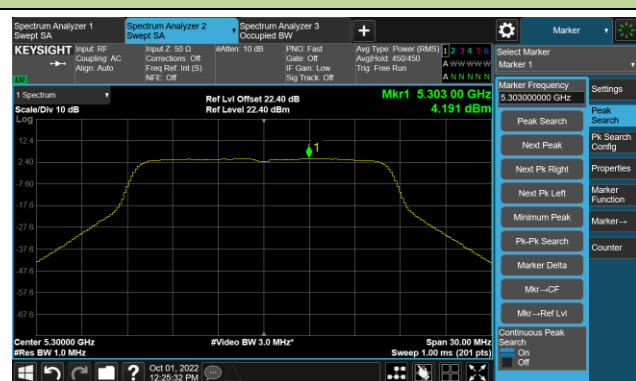 Spectrum Analyzer 1
Swept SA
Spectrum Analyzer 2
Swept SA
Spectrum Analyzer 3
Occupied BW
Marker
KEYSIGHT
Input: RF
Coupling: AC
Align: Auto
Input Z: 50 Ω
Corrections: Off
Freq Ref: Int (S)
NFE: Off
#Atten: 10 dB
PNO: Fast
Gate: Off
IF Gain: Low
Sig Track: Off
Avg Type: Power (RMS)
Avg|Hold: 450/450
Trig: Free Run
1 2 3 4 5 6
A W W W W W
A N N N N N
LVI
Select Marker
Marker 1
1 Spectrum
Scale/Div 10 dB
Log
Ref Lvl Offset 22.40 dB
Ref Level 22.40 dBm
Mkr1 5.303 00 GHz
4.191 dBm
1
12.4
2.40
-7.60
-17.6
-27.6
-37.6
-47.6
-57.6
-67.6
Center 5.30000 GHz
#Res BW 1.0 MHz
#Video BW 3.0 MHz*
Span 30.00 MHz
Sweep 1.00 ms (201 pts)
Marker Frequency
5.303000000 GHz
Peak Search
Next Peak
Next Pk Right
Next Pk Left
Minimum Peak
Pk-Pk Search
Marker Delta
Mkr→CF
Mkr→Ref Lvl
Continuous Peak
Search
On
Off
Settings
Peak
Search
Pk Search
Config
Properties
Marker
Function
Marker→
Counter
Oct 01, 2022
12:25:32 PM